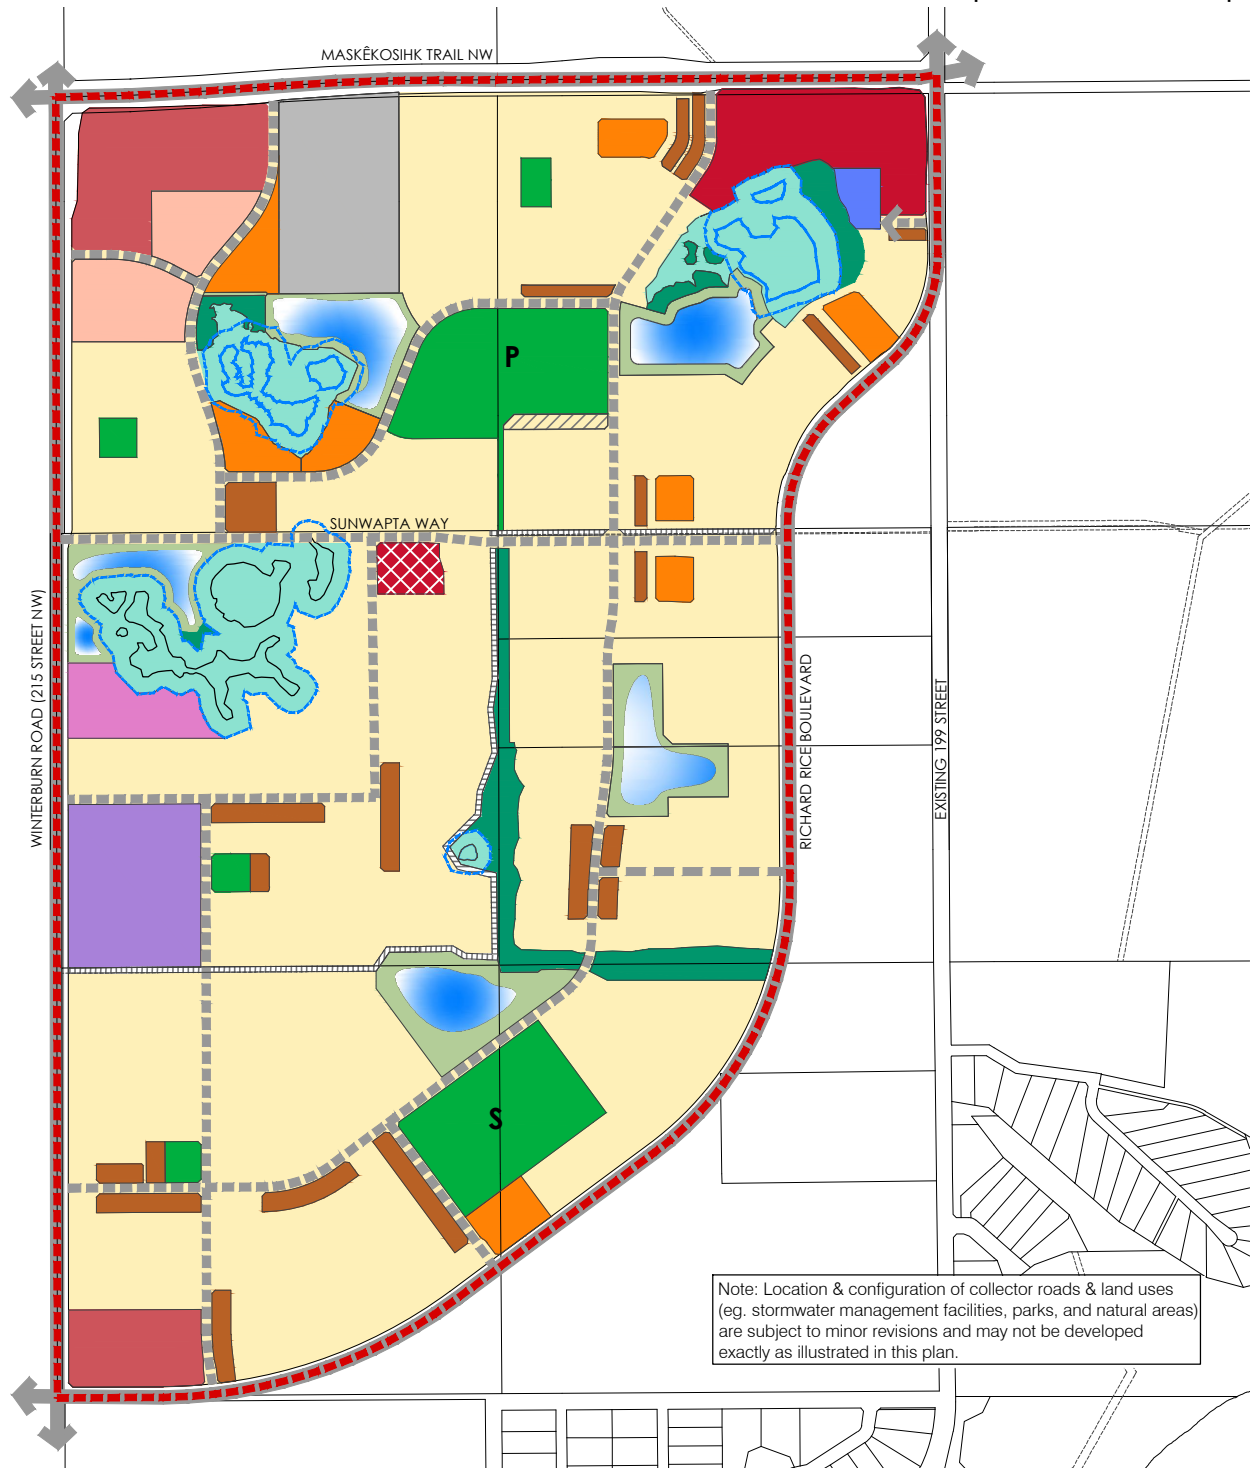 MASKÊKOSIHK TRAIL NW
P
SUNWAPTA WAY
WINTERBURN ROAD (215 STREET NW)
RICHARD RICE BOULEVARD
EXISTING 199 STREET
S
Note: Location & configuration of collector roads & land uses
(eg. stormwater management facilities, parks, and natural areas)
are subject to minor revisions and may not be developed
exactly as illustrated in this plan.